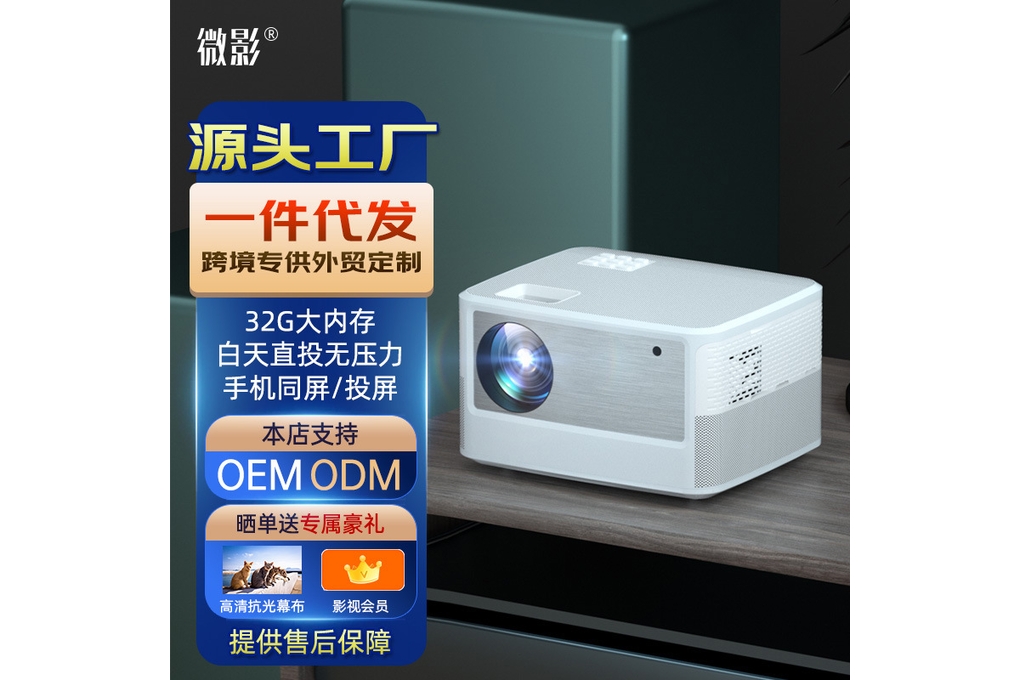 微影®
源头工厂
一件代发
跨境专供外贸定制
32G大内存
白天直投无压力
手机同屏/投屏
本店支持
OEM ODM
晒单送专属豪礼
V
高清抗光幕布 影视会员
提供售后保障